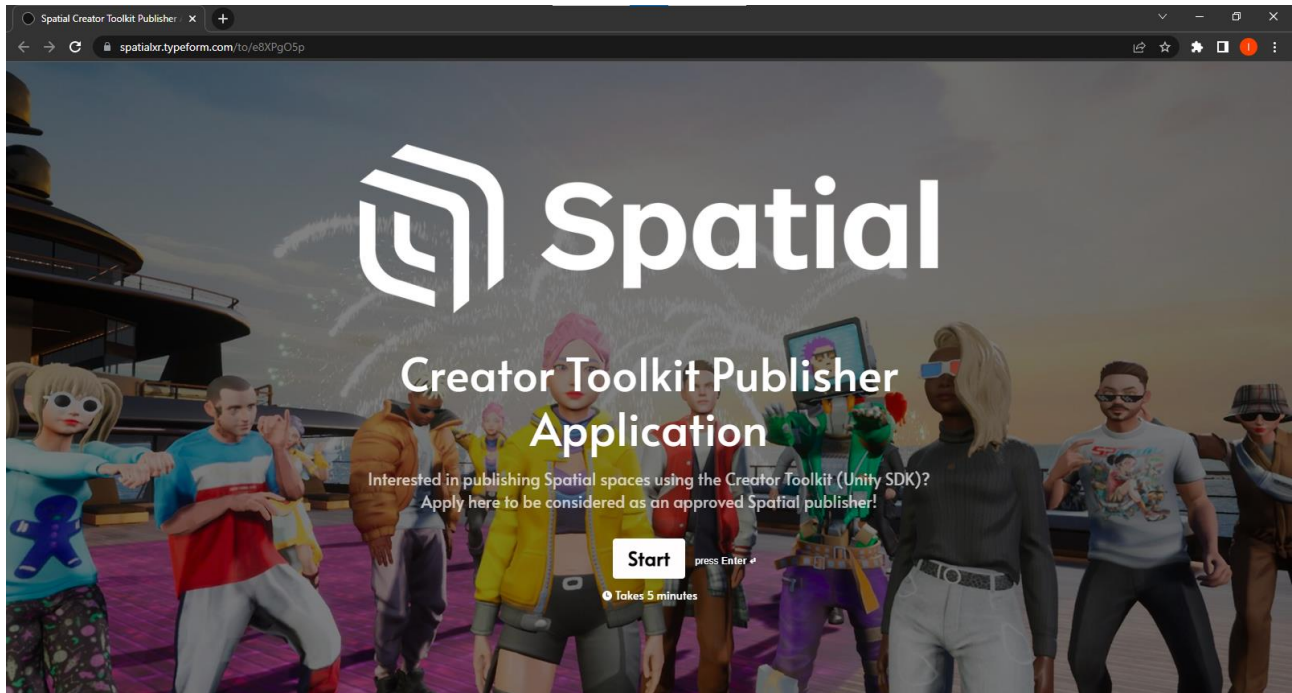 Spatial Creator Toolkit Publisher
spatialxr.typeform.com/to/e8XPgO5p
Spatial
Creator Toolkit Publisher
Application
Interested in publishing Spatial spaces using the Creator Toolkit (Unity SDK)?
Apply here to be considered as an approved Spatial publisher!
Start press Enter ↵
Takes 5 minutes